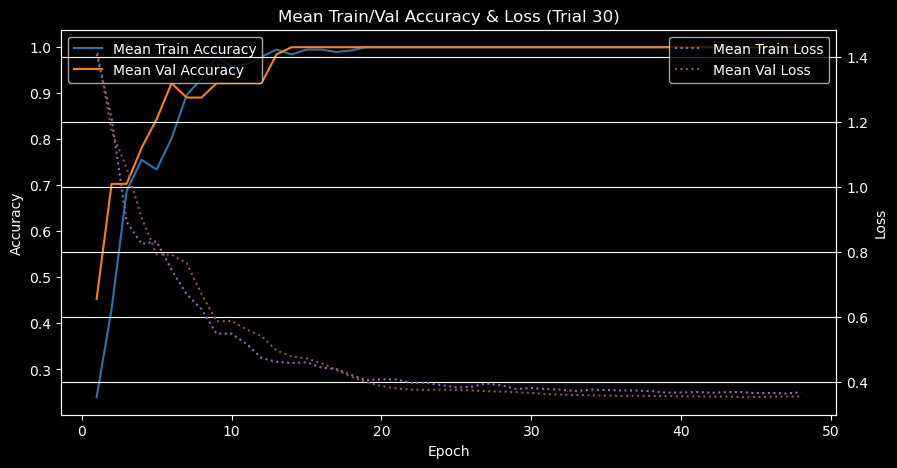 Mean Train/Val Accuracy & Loss (Trial 30)
Mean Train Accuracy
Mean Val Accuracy
Mean Train Loss
Mean Val Loss
1.0
0.9
0.8
0.7
0.6
0.5
0.4
0.3
Accuracy
1.4
1.2
1.0
0.8
0.6
0.4
Loss
0 10 20 30 40 50
Epoch